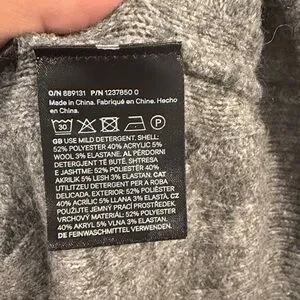 O/N 889131 P/N 1237850 0
Made in China. Fabriqué en Chine. Hecho
en China.
30
P
GB USE MILD DETERGENT. SHELL:
52% POLYESTER 40% ACRYLIC 5%
WOOL 3% ELASTANE. AL PËRDORNI
DETERGJENT TË BUTË. SHTRESA
E JASHTME: 52% POLIESTËR 40%
AKRILIK 5% LESH 3% ELASTAN. CAT
UTILITZEU DETERGENT PER A ROBA
DELICADA. EXTERIOR: 52% POLIÈSTER
40% ACRÍLIC 5% LLANA 3% ELASTÀ. CZ
POUŽIJTE JEMNÝ PRACÍ PROSTŘEDEK.
VRCHOVÝ MATERIÁL: 52% POLYESTER
40% AKRYL 5% VLNA 3% ELASTAN.
DE FEINWASCHMITTEL VERWENDEN.